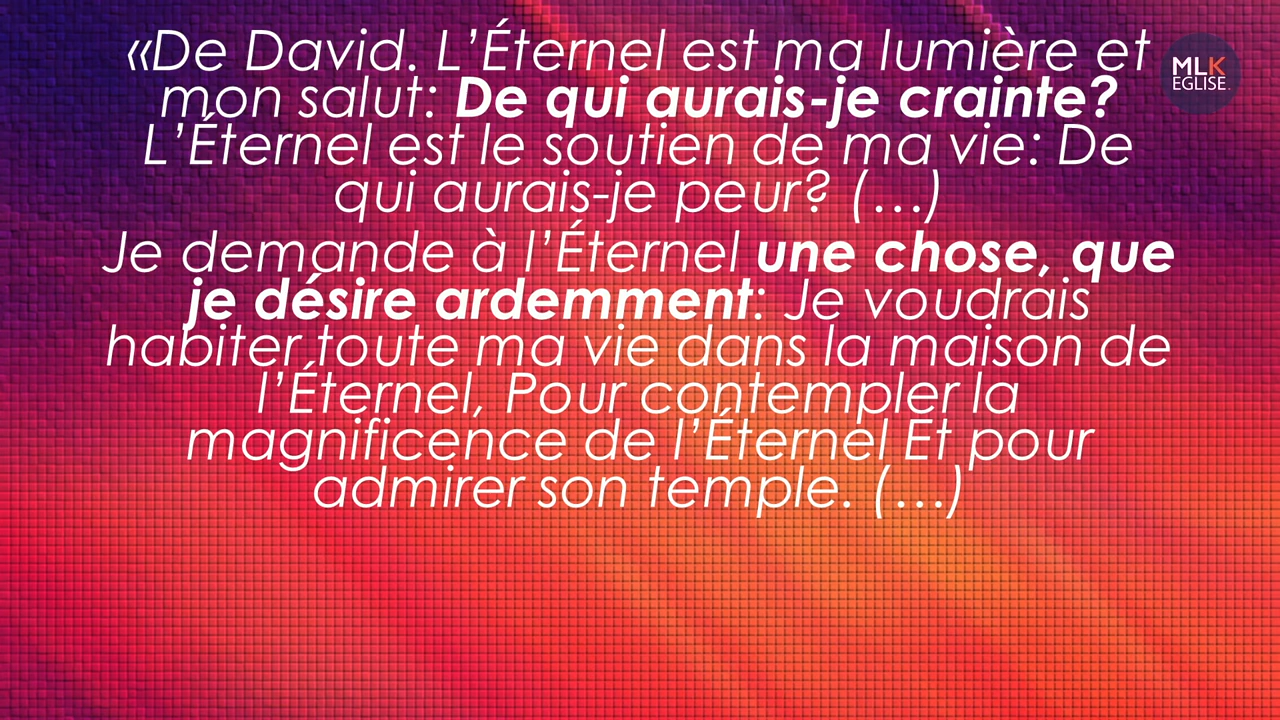 «De David. L’Éternel est ma lumière et
mon salut: De qui aurais-je crainte?
L’Éternel est le soutien de ma vie: De
qui aurais-je peur? (…)
Je demande à l’Éternel une chose, que
je désire ardemment: Je voudrais
habiter toute ma vie dans la maison de
l’Éternel, Pour contempler la
magnificence de l’Éternel Et pour
admirer son temple. (…)
MLK
EGLISE.